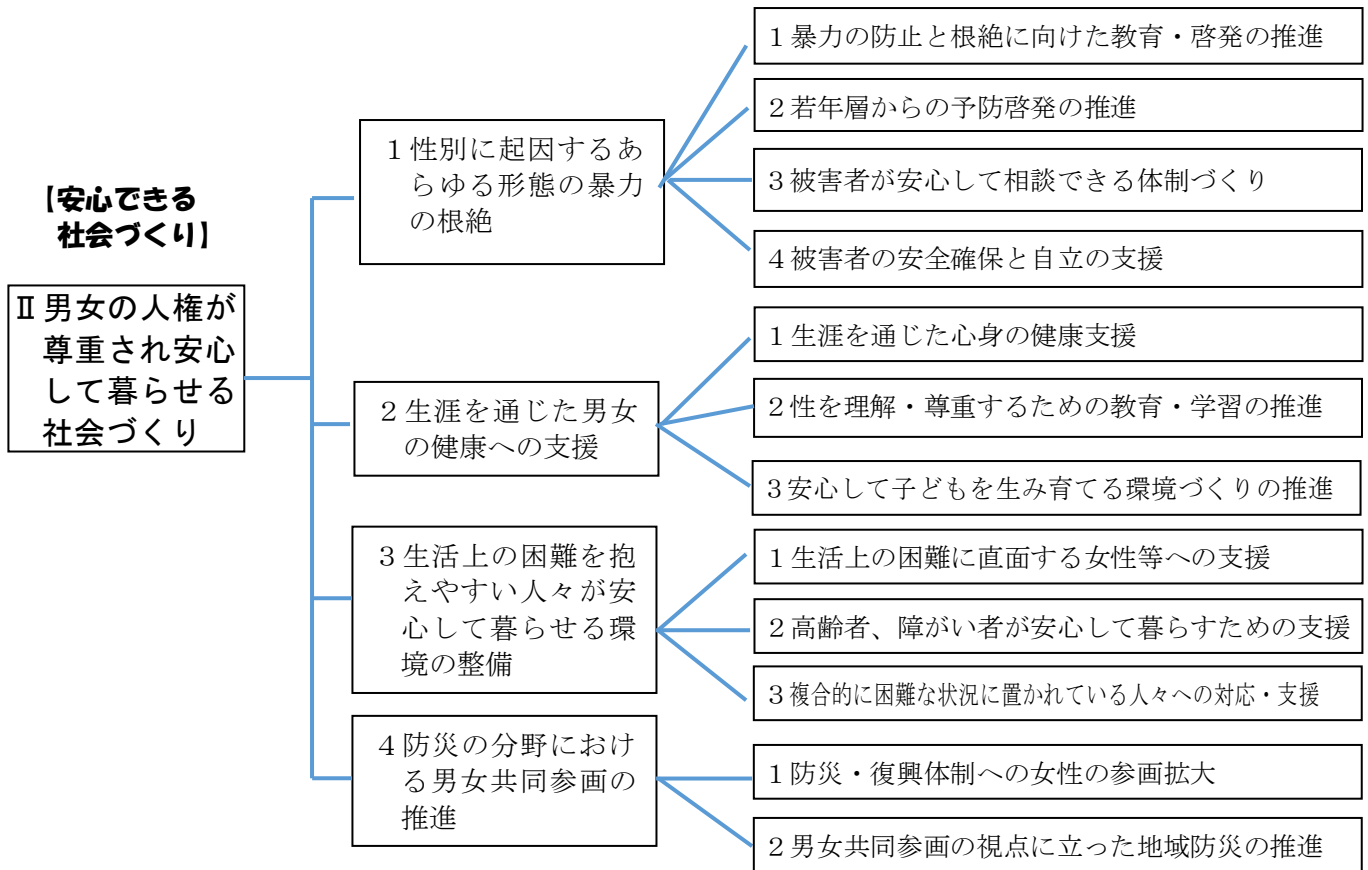 【安心できる
社会づくり】
Ⅱ男女の人権が
尊重され安心
して暮らせる
社会づくり
1性別に起因するあ
らゆる形態の暴力
の根絶
1暴力の防止と根絶に向けた教育・啓発の推進
2若年層からの予防啓発の推進
3被害者が安心して相談できる体制づくり
4被害者の安全確保と自立の支援
2生涯を通じた男女
の健康への支援
1生涯を通じた心身の健康支援
2性を理解・尊重するための教育・学習の推進
3安心して子どもを生み育てる環境づくりの推進
3生活上の困難を抱
えやすい人々が安
心して暮らせる環
境の整備
1生活上の困難に直面する女性等への支援
2高齢者、障がい者が安心して暮らすための支援
3複合的に困難な状況に置かれている人々への対応・支援
4防災の分野におけ
る男女共同参画の
推進
1防災・復興体制への女性の参画拡大
2男女共同参画の視点に立った地域防災の推進